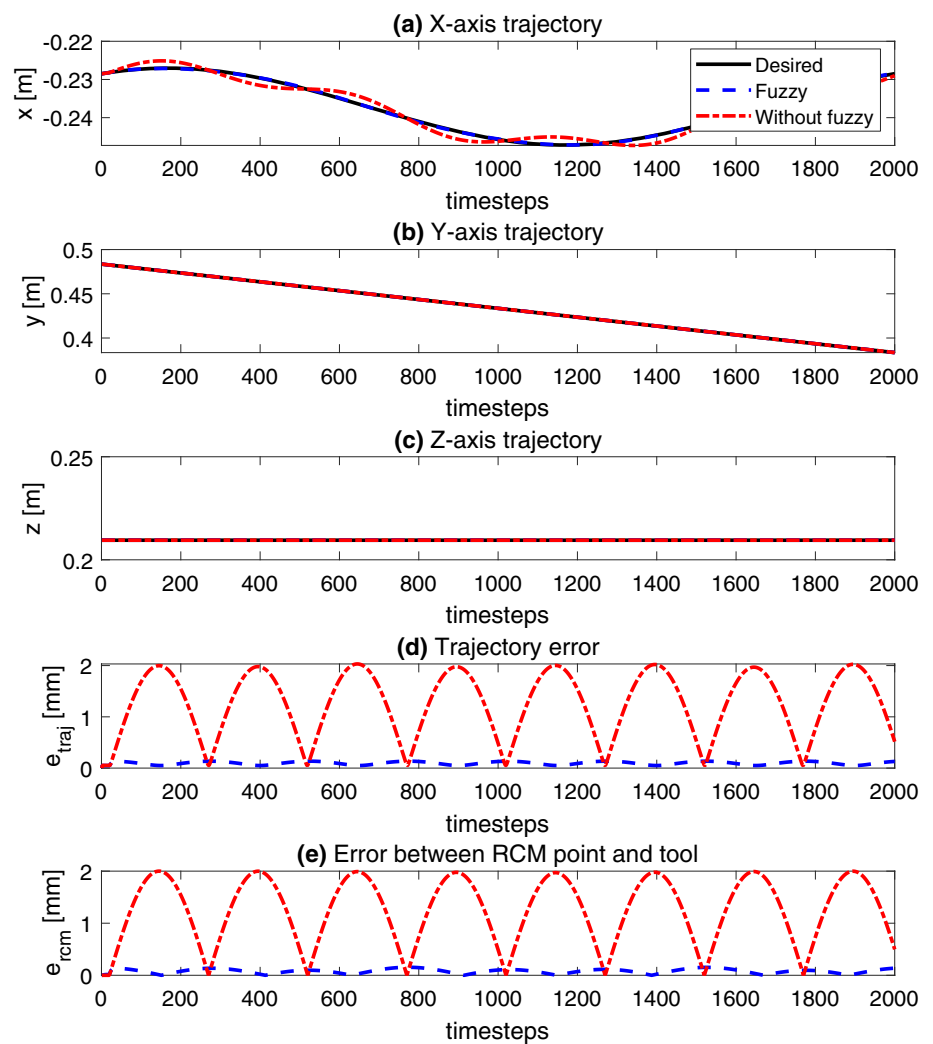 (a) X-axis trajectory
-0.22
-0.23
-0.24
x [m]
Desired
Fuzzy
Without fuzzy
0 200 400 600 800 1000 1200 1400 1600 1800 2000
timesteps
(b) Y-axis trajectory
0.5
0.45
0.4
y [m]
0 200 400 600 800 1000 1200 1400 1600 1800 2000
timesteps
(c) Z-axis trajectory
0.25
0.2
z [m]
0 200 400 600 800 1000 1200 1400 1600 1800 2000
timesteps
(d) Trajectory error
2
1
0
e_traj [mm]
0 200 400 600 800 1000 1200 1400 1600 1800 2000
timesteps
(e) Error between RCM point and tool
2
1
0
e_rcm [mm]
0 200 400 600 800 1000 1200 1400 1600 1800 2000
timesteps